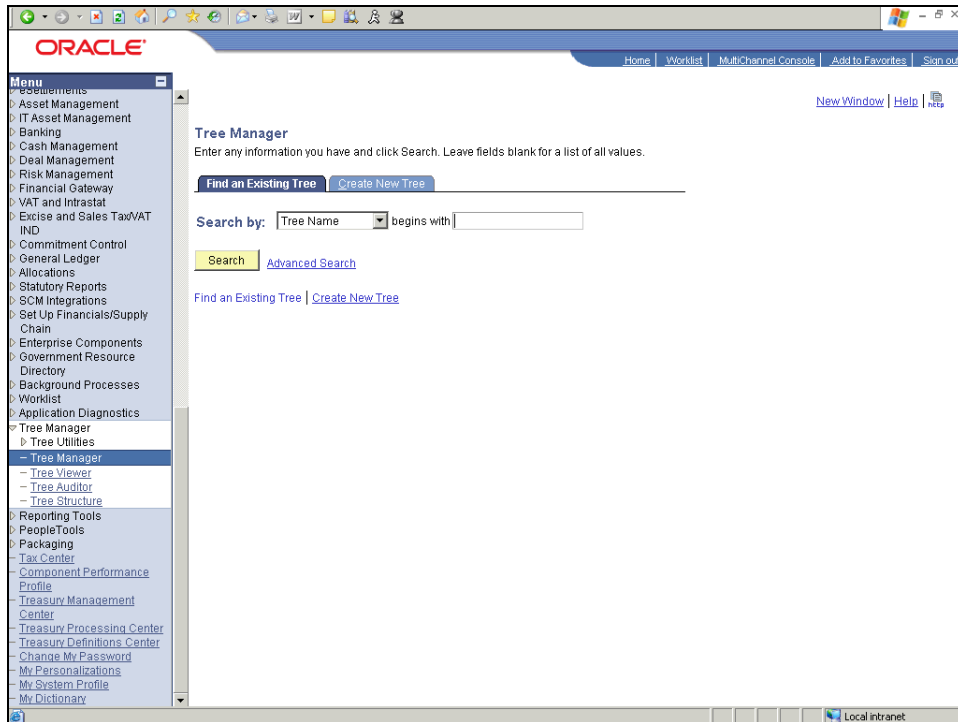 ORACLE'
Home | Worklist | MultiChannel Console | Add to Favorites | Sign out
Menu
eSettlements
Asset Management
IT Asset Management
Banking
Cash Management
Deal Management
Risk Management
Financial Gateway
VAT and Intrastat
Excise and Sales Tax/VAT
IND
Commitment Control
General Ledger
Allocations
Statutory Reports
SCM Integrations
Set Up Financials/Supply
Chain
Enterprise Components
Government Resource
Directory
Background Processes
Worklist
Application Diagnostics
Tree Manager
Tree Utilities
– Tree Manager
– Tree Viewer
– Tree Auditor
– Tree Structure
Reporting Tools
PeopleTools
Packaging
– Tax Center
– Component Performance
Profile
– Treasury Management
Center
– Treasury Processing Center
– Treasury Definitions Center
– Change My Password
– My Personalizations
– My System Profile
– My Dictionary
New Window | Help | http
Tree Manager
Enter any information you have and click Search. Leave fields blank for a list of all values.
Find an Existing Tree Create New Tree
Search by: Tree Name begins with
Search Advanced Search
Find an Existing Tree | Create New Tree
Local intranet